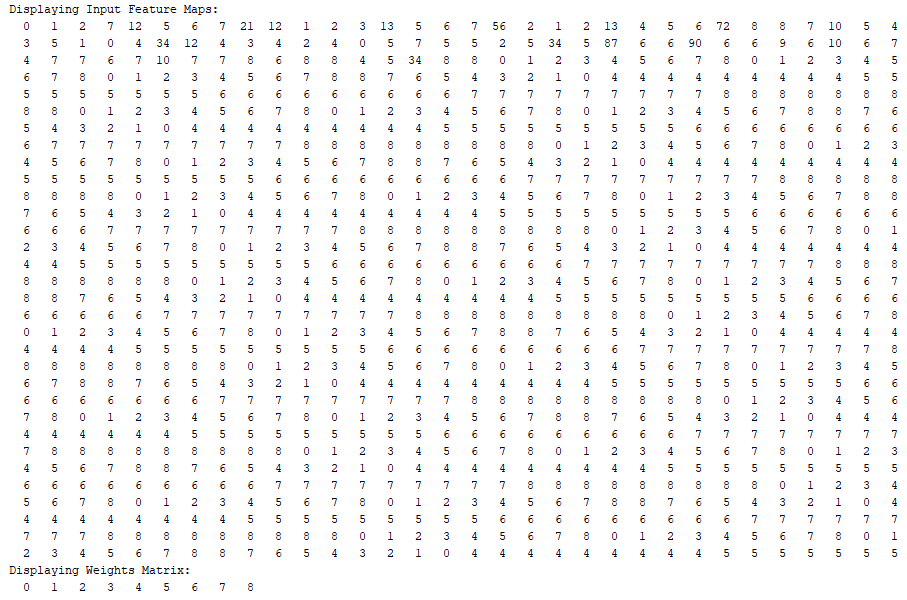 Displaying Input Feature Maps:
0 1 2 7 12 5 6 7 21 12 1 2 3 13 5 6 7 56 2 1 2 13 4 6 6 72 8 8 7 10 5 4
3 5 1 0 4 34 12 4 3 4 2 4 0 5 7 5 5 2 5 34 5 87 6 6 90 6 6 9 6 10 6 7
4 7 7 6 7 10 7 7 8 6 8 8 4 5 34 8 8 0 1 2 3 4 5 6 7 8 0 1 2 3 4 5
6 7 8 0 1 2 3 4 5 6 7 8 8 7 6 5 4 3 2 1 0 4 4 4 4 4 4 4 4 4 5 5
5 5 5 5 5 5 5 6 6 6 6 6 6 6 6 6 7 7 7 7 7 7 7 7 7 8 8 8 8 8 8 8
8 8 0 1 2 3 4 5 6 7 8 0 1 2 3 4 5 6 7 8 0 1 2 3 4 5 6 7 8 8 7 6
5 4 3 2 1 0 4 4 4 4 4 4 4 4 4 5 5 5 5 5 5 5 5 5 6 6 6 6 6 6 6 6
6 7 7 7 7 7 7 7 7 7 8 8 8 8 8 8 8 8 8 0 1 2 3 4 5 6 7 8 0 1 2 3
4 5 6 7 8 0 1 2 3 4 5 6 7 8 8 7 6 5 4 3 2 1 0 4 4 4 4 4 4 4 4 4
5 5 5 5 5 5 5 5 5 6 6 6 6 6 6 6 6 6 7 7 7 7 7 7 7 7 7 8 8 8 8 8
8 8 8 8 0 1 2 3 4 5 6 7 8 0 1 2 3 4 5 6 7 8 0 1 2 3 4 5 6 7 8 8
7 6 5 4 3 2 1 0 4 4 4 4 4 4 4 4 4 5 5 5 5 5 5 5 5 5 6 6 6 6 6 6
6 6 6 7 7 7 7 7 7 7 7 7 8 8 8 8 8 8 8 8 8 0 1 2 3 4 5 6 7 8 0 1
2 3 4 5 6 7 8 0 1 2 3 4 5 6 7 8 8 7 6 5 4 3 2 1 0 4 4 4 4 4 4 4
4 4 5 5 5 5 5 5 5 5 5 6 6 6 6 6 6 6 6 6 7 7 7 7 7 7 7 7 7 8 8 8
8 8 8 8 8 8 0 1 2 3 4 5 6 7 8 0 1 2 3 4 5 6 7 8 0 1 2 3 4 5 6 7
8 8 7 6 5 4 3 2 1 0 4 4 4 4 4 4 4 4 4 5 5 5 5 5 5 5 5 5 6 6 6 6
6 6 6 6 6 7 7 7 7 7 7 7 7 7 8 8 8 8 8 8 8 8 8 0 1 2 3 4 5 6 7 8
0 1 2 3 4 5 6 7 8 0 1 2 3 4 5 6 7 8 8 7 6 5 4 3 2 1 0 4 4 4 4 4
4 4 4 4 5 5 5 5 5 5 5 5 5 6 6 6 6 6 6 6 6 6 7 7 7 7 7 7 7 7 7 8
8 8 8 8 8 8 8 8 0 1 2 3 4 5 6 7 8 0 1 2 3 4 5 6 7 8 0 1 2 3 4 5
6 7 8 8 7 6 5 4 3 2 1 0 4 4 4 4 4 4 4 4 4 5 5 5 5 5 5 5 5 5 6 6
6 6 6 6 6 6 6 7 7 7 7 7 7 7 7 7 8 8 8 8 8 8 8 8 8 0 1 2 3 4 5 6
7 8 0 1 2 3 4 5 6 7 8 0 1 2 3 4 5 6 7 8 8 7 6 5 4 3 2 1 0 4 4 4
4 4 4 4 4 4 5 5 5 5 5 5 5 5 5 6 6 6 6 6 6 6 6 6 7 7 7 7 7 7 7 7
7 8 8 8 8 8 8 8 8 8 0 1 2 3 4 5 6 7 8 0 1 2 3 4 5 6 7 8 0 1 2 3
4 5 6 7 8 8 7 6 5 4 3 2 1 0 4 4 4 4 4 4 4 4 4 5 5 5 5 5 5 5 5 5
6 6 6 6 6 6 6 6 6 7 7 7 7 7 7 7 7 7 8 8 8 8 8 8 8 8 8 0 1 2 3 4
5 6 7 8 0 1 2 3 4 5 6 7 8 0 1 2 3 4 5 6 7 8 8 7 6 5 4 3 2 1 0 4
4 4 4 4 4 4 4 4 5 5 5 5 5 5 5 5 5 6 6 6 6 6 6 6 6 6 7 7 7 7 7 7
7 7 7 8 8 8 8 8 8 8 8 8 0 1 2 3 4 5 6 7 8 0 1 2 3 4 5 6 7 8 0 1
2 3 4 5 6 7 8 8 7 6 5 4 3 2 1 0 4 4 4 4 4 4 4 4 4 5 5 5 5 5 5 5
Displaying Weights Matrix:
0 1 2 3 4 5 6 7 8